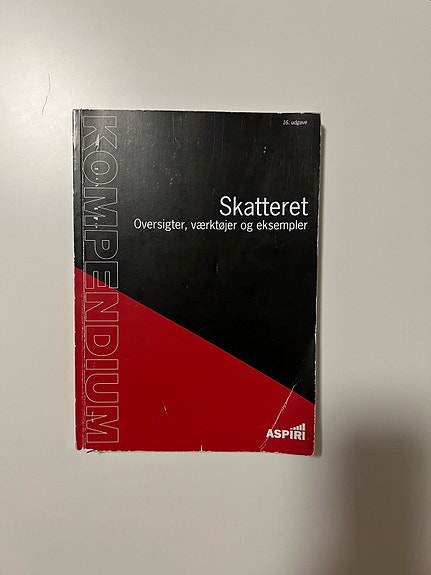 16. udgave
KOMPENDIUM
Skatteret
Oversigter, værktøjer og eksempler
ASPIRI